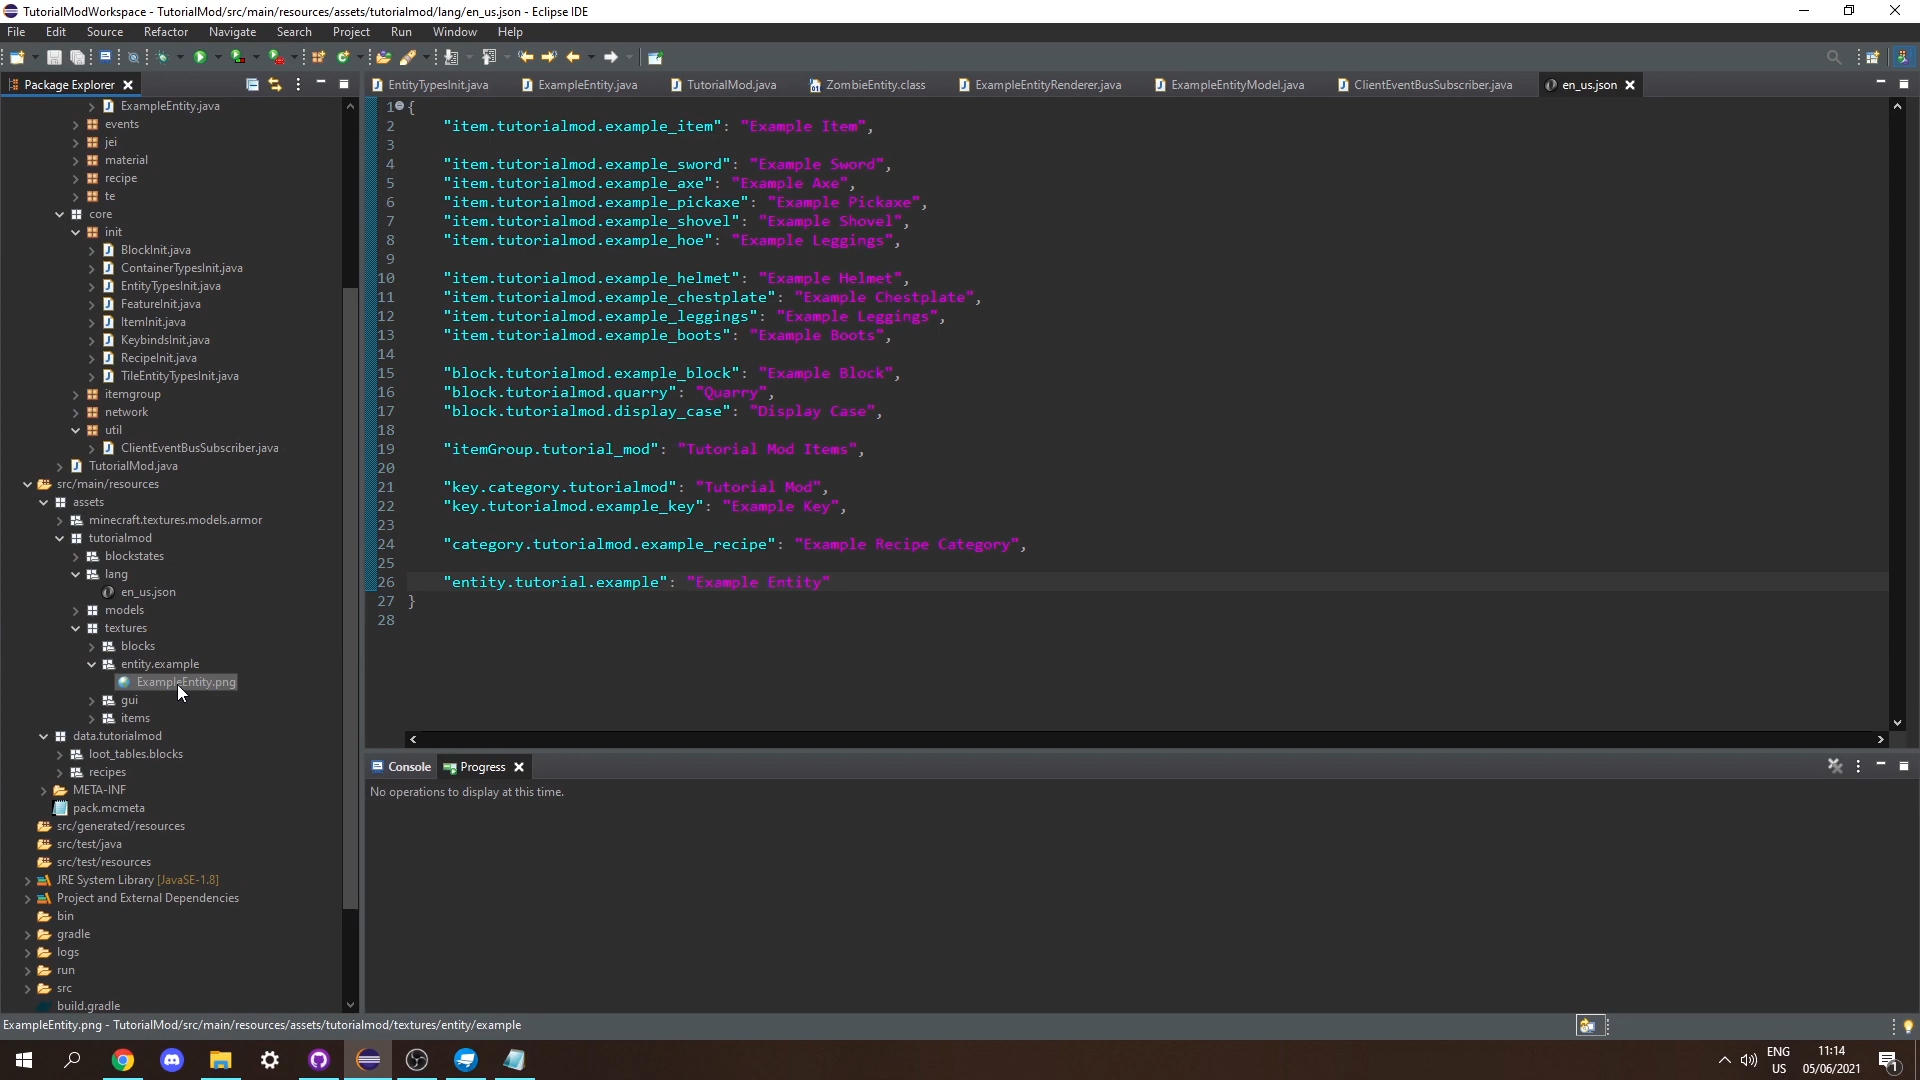 TutorialModWorkspace - TutorialMod/src/main/resources/assets/tutorialmod/lang/en_us.json - Eclipse IDE
File Edit Source Refactor Navigate Search Project Run Window Help
Package Explorer
EntityTypesInit.java ExampleEntity.java TutorialMod.java ZombieEntity.class ExampleEntityRenderer.java ExampleEntityModel.java ClientEventBusSubscriber.java en_us.json
ExampleEntity.java
events
jei
material
recipe
te
core
init
BlockInit.java
ContainerTypesInit.java
EntityTypesInit.java
FeatureInit.java
ItemInit.java
KeybindsInit.java
RecipeInit.java
TileEntityTypesInit.java
itemgroup
network
util
ClientEventBusSubscriber.java
TutorialMod.java
src/main/resources
assets
minecraft.textures.models.armor
tutorialmod
blockstates
lang
en_us.json
models
textures
blocks
entity.example
ExampleEntity.png
gui
items
data.tutorialmod
loot_tables.blocks
recipes
META-INF
pack.mcmeta
src/generated/resources
src/test/java
src/test/resources
JRE System Library [JavaSE-1.8]
Project and External Dependencies
bin
gradle
logs
run
src
build.gradle
1 {
2 "item.tutorialmod.example_item": "Example Item",
3
4 "item.tutorialmod.example_sword": "Example Sword",
5 "item.tutorialmod.example_axe": "Example Axe",
6 "item.tutorialmod.example_pickaxe": "Example Pickaxe",
7 "item.tutorialmod.example_shovel": "Example Shovel",
8 "item.tutorialmod.example_hoe": "Example Leggings",
9
10 "item.tutorialmod.example_helmet": "Example Helmet",
11 "item.tutorialmod.example_chestplate": "Example Chestplate",
12 "item.tutorialmod.example_leggings": "Example Leggings",
13 "item.tutorialmod.example_boots": "Example Boots",
14
15 "block.tutorialmod.example_block": "Example Block",
16 "block.tutorialmod.quarry": "Quarry",
17 "block.tutorialmod.display_case": "Display Case",
18
19 "itemGroup.tutorial_mod": "Tutorial Mod Items",
20
21 "key.category.tutorialmod": "Tutorial Mod",
22 "key.tutorialmod.example_key": "Example Key",
23
24 "category.tutorialmod.example_recipe": "Example Recipe Category",
25
26 "entity.tutorial.example": "Example Entity"
27 }
28
Console Progress
No operations to display at this time.
ExampleEntity.png - TutorialMod/src/main/resources/assets/tutorialmod/textures/entity/example
ENG
US
11:14
05/06/2021
1